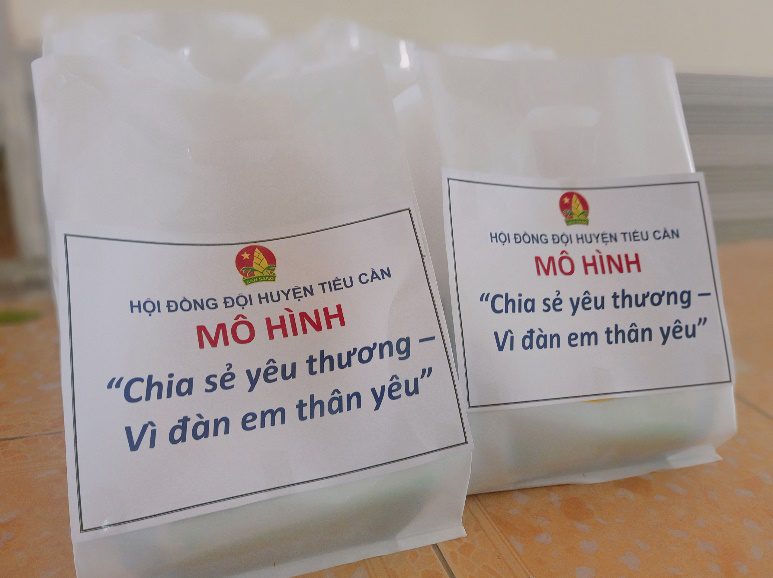 HỘI ĐỒNG ĐỘI HUYỆN TIỂU CẦN
MÔ HÌNH
“Chia sẻ yêu thương –
Vì đàn em thân yêu”
HỘI ĐỒNG ĐỘI HUYỆN TIỂU CẦN
MÔ HÌNH
“Chia sẻ yêu thương –
Vì đàn em thân yêu”